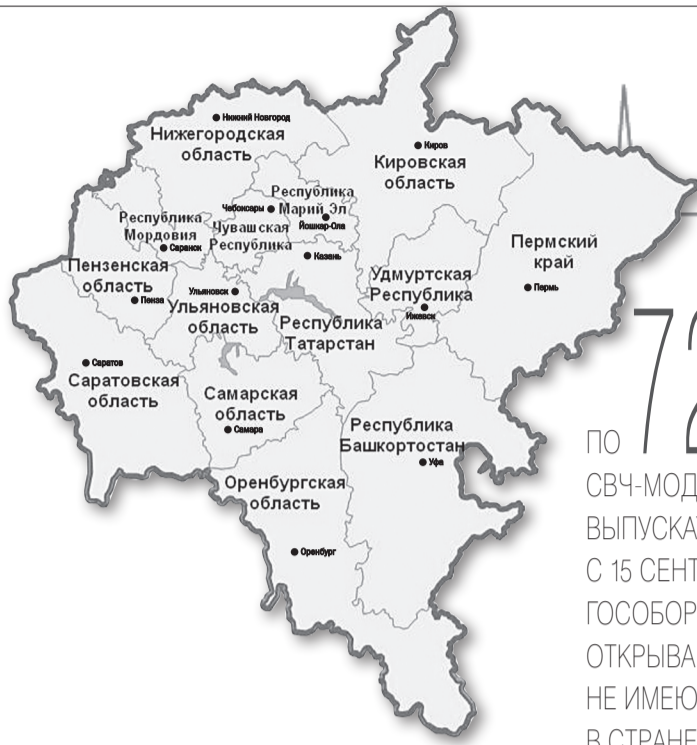 Нижний Новгород
Нижегородская
область
Киров
Кировская
область
Республика
Марий Эл
Йошкар-Ола
Чебоксары
Чувашская
Республика
Республика
Мордовия
Саранск
Казань
Пермский
край
Пермь
Пензенская
область
Пенза
Ульяновск
Ульяновская
область
Удмуртская
Республика
Ижевск
Республика
Татарстан
Саратов
Саратовская
область
Самарская
область
Самара
Республика
Башкортостан
Уфа
Оренбургская
область
Оренбург
ПО 72
СВЧ-МОД
ВЫПУСКА
С 15 СЕНТ
ГОСОБОР
ОТКРЫВА
НЕ ИМЕЮ
В СТРАНЕ